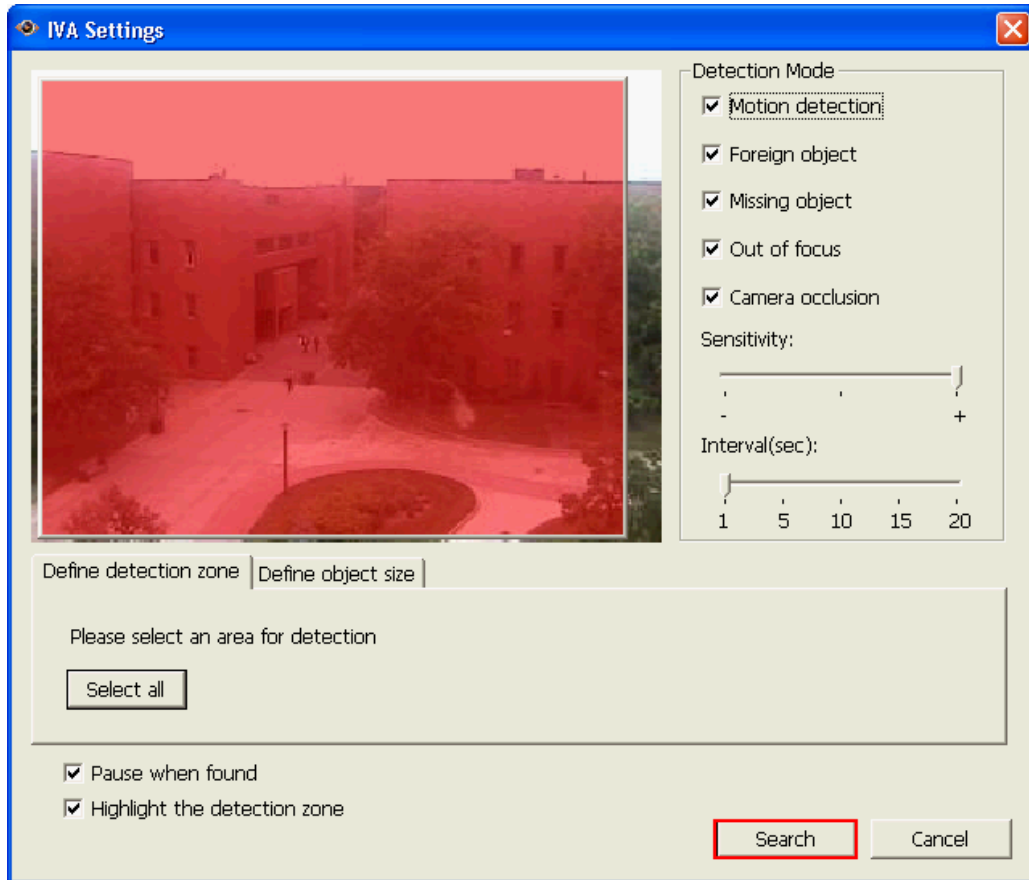 IVA Settings
Detection Mode
Motion detection
Foreign object
Missing object
Out of focus
Camera occlusion
Sensitivity:
- +
Interval(sec):
1 5 10 15 20
Define detection zone Define object size
Please select an area for detection
Select all
Pause when found
Highlight the detection zone
Search Cancel